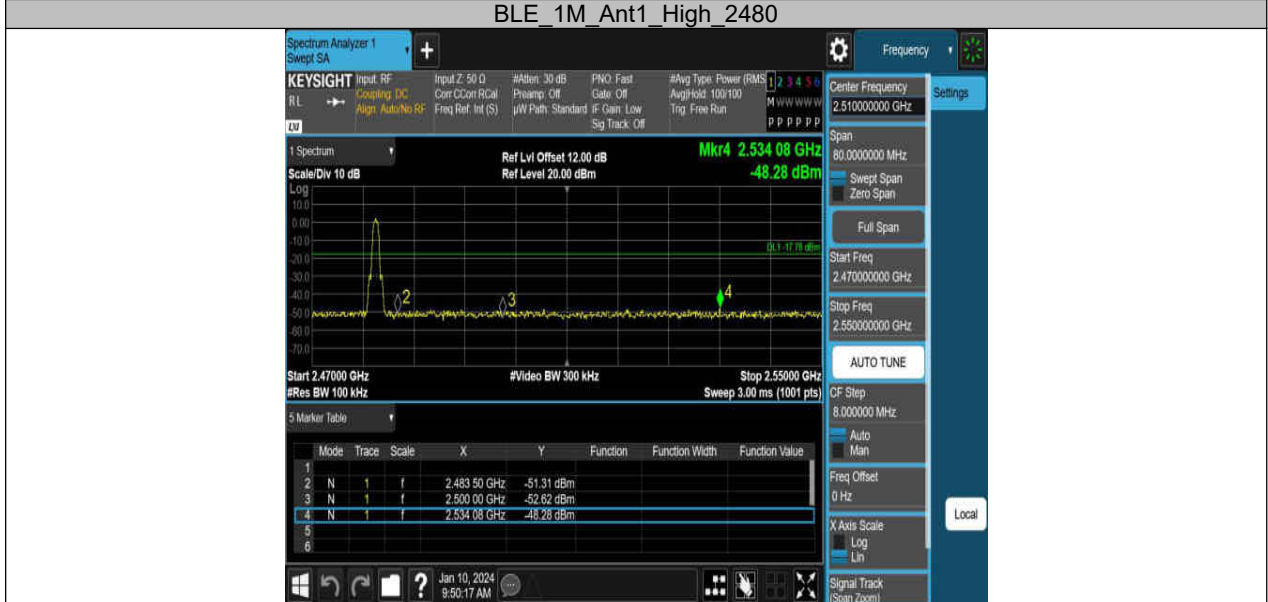 BLE_1M_Ant1_High_2480
Spectrum Analyzer 1
Swept SA
+
Frequency
KEYSIGHT
RL
LXI
Input: RF
Coupling: DC
Align: Auto/No RF
Input Z: 50 Ω
Corr CCorr RCal
Freq Ref: Int (S)
#Atten: 30 dB
Preamp: Off
µW Path: Standard
PNO: Fast
Gate: Off
IF Gain: Low
Sig Track: Off
#Avg Type: Power (RMS
Avg|Hold: 100/100
Trig: Free Run
1 2 3 4 5 6
M W W W W W
P P P P P P
1 Spectrum
Scale/Div 10 dB
Ref Lvl Offset 12.00 dB
Ref Level 20.00 dBm
Mkr4 2.534 08 GHz
-48.28 dBm
Log
10.0
0.00
-10.0
-20.0
-30.0
-40.0
-50.0
-60.0
-70.0
DL1 -17.78 dBm
2
3
4
Start 2.47000 GHz
#Res BW 100 kHz
#Video BW 300 kHz
Stop 2.55000 GHz
Sweep 3.00 ms (1001 pts)
5 Marker Table
Mode Trace Scale X Y Function Function Width Function Value
1
2 N 1 f 2.483 50 GHz -51.31 dBm
3 N 1 f 2.500 00 GHz -52.62 dBm
4 N 1 f 2.534 08 GHz -48.28 dBm
5
6
?
Jan 10, 2024
9:50:17 AM
Center Frequency
2.510000000 GHz
Settings
Span
80.0000000 MHz
Swept Span
Zero Span
Full Span
Start Freq
2.470000000 GHz
Stop Freq
2.550000000 GHz
AUTO TUNE
CF Step
8.000000 MHz
Auto
Man
Freq Offset
0 Hz
X Axis Scale
Log
Lin
Local
Signal Track
(Span Zoom)